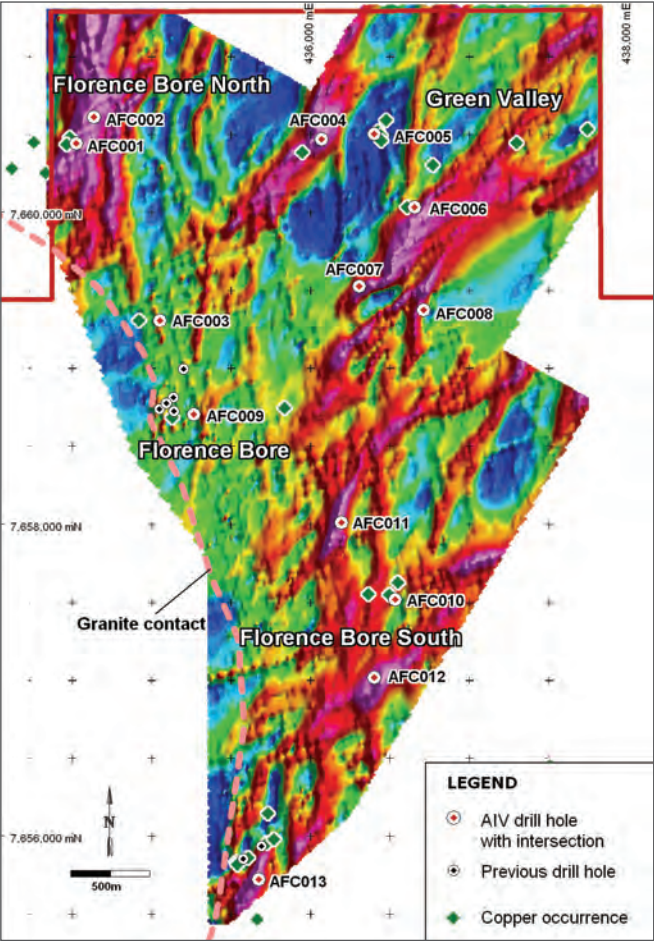 436,000 mE
438,000 mE
Florence Bore North
Green Valley
AFC002
AFC004
AFC005
AFC001
AFC006
7,660,000 mN
AFC007
AFC008
AFC003
AFC009
Florence Bore
AFC011
7,658,000 mN
AFC010
Granite contact
Florence Bore South
AFC012
LEGEND
AIV drill hole
with intersection
Previous drill hole
Copper occurrence
N
500m
7,656,000 mN
AFC013